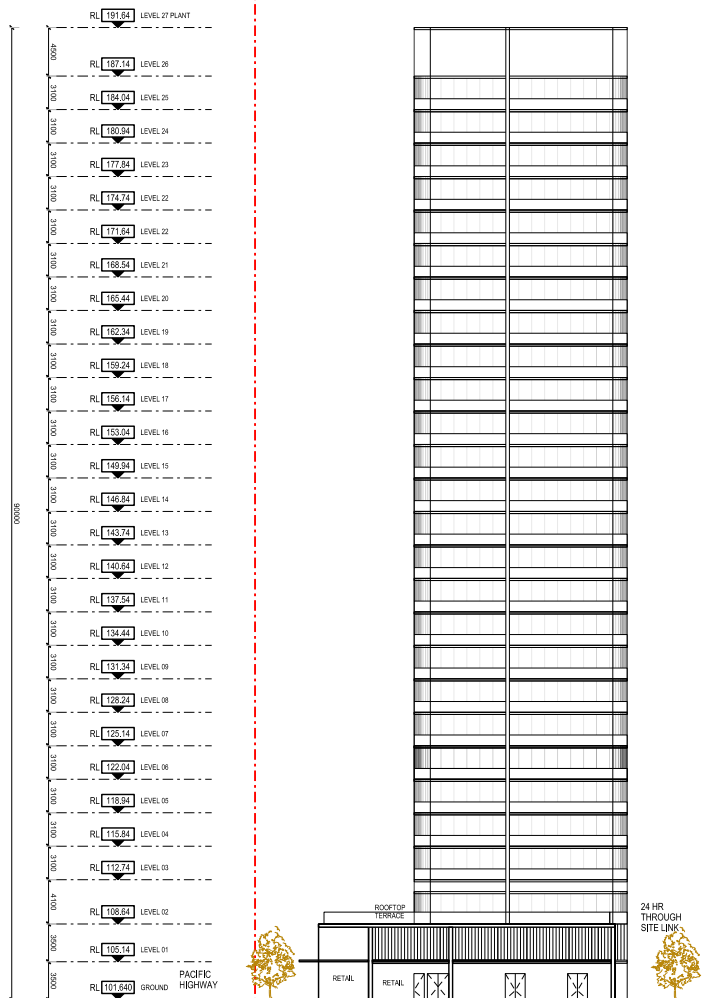 RL 191.64 LEVEL 27 PLANT
4500
RL 187.14 LEVEL 26
3100
RL 184.04 LEVEL 25
3100
RL 180.94 LEVEL 24
3100
RL 177.84 LEVEL 23
3100
RL 174.74 LEVEL 22
3100
RL 171.64 LEVEL 22
3100
RL 168.54 LEVEL 21
3100
RL 165.44 LEVEL 20
3100
RL 162.34 LEVEL 19
3100
RL 159.24 LEVEL 18
3100
RL 156.14 LEVEL 17
3100
RL 153.04 LEVEL 16
3100
RL 149.94 LEVEL 15
3100
RL 146.84 LEVEL 14
3100
90000
RL 143.74 LEVEL 13
3100
RL 140.64 LEVEL 12
3100
RL 137.54 LEVEL 11
3100
RL 134.44 LEVEL 10
3100
RL 131.34 LEVEL 09
3100
RL 128.24 LEVEL 08
3100
RL 125.14 LEVEL 07
3100
RL 122.04 LEVEL 06
3100
RL 118.94 LEVEL 05
3100
RL 115.84 LEVEL 04
3100
RL 112.74 LEVEL 03
4100
RL 108.64 LEVEL 02
3500
RL 105.14 LEVEL 01
3500
RL 101.640 GROUND
PACIFIC
HIGHWAY
ROOFTOP
TERRACE
RETAIL
RETAIL
24 HR
THROUGH
SITE LINK